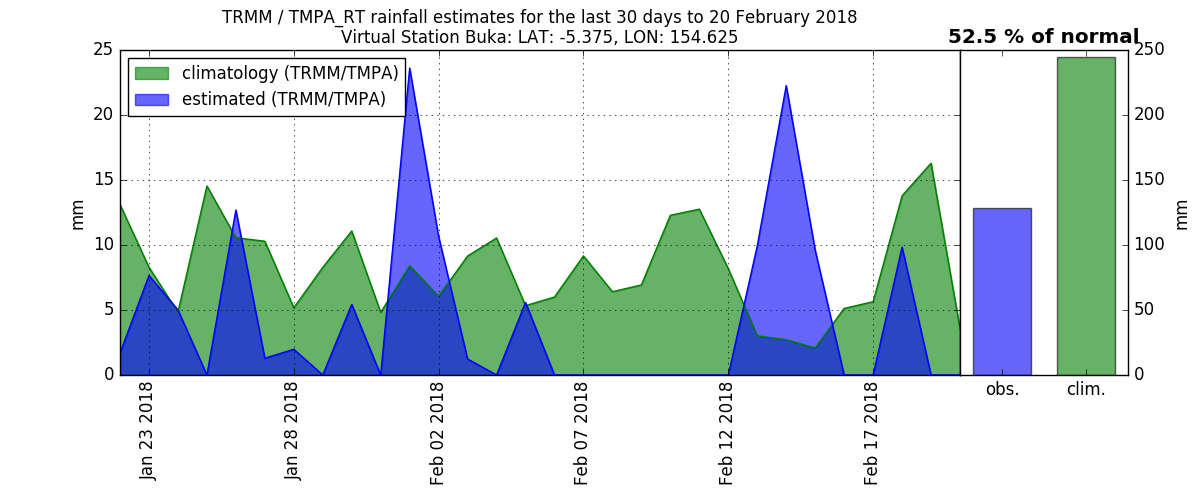 TRMM / TMPA_RT rainfall estimates for the last 30 days to 20 February 2018
Virtual Station Buka: LAT: -5.375, LON: 154.625
52.5 % of normal
climatology (TRMM/TMPA)
estimated (TRMM/TMPA)
25
20
15
10
5
0
mm
Jan 23 2018
Jan 28 2018
Feb 02 2018
Feb 07 2018
Feb 12 2018
Feb 17 2018
obs.
clim.
250
200
150
100
50
0
mm